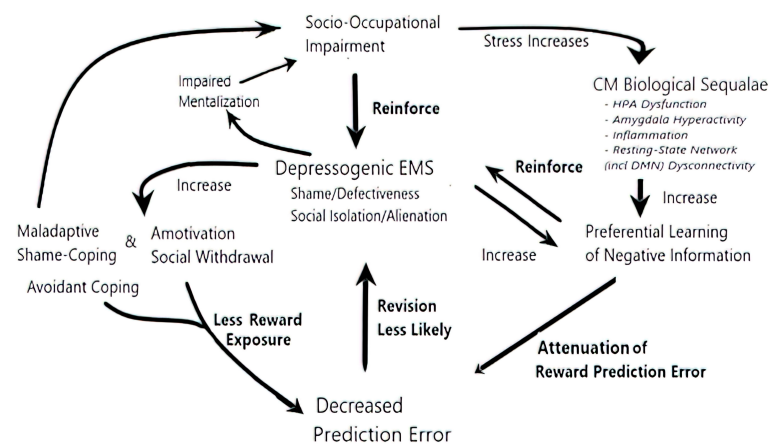 Socio-Occupational
Impairment
Stress Increases
Impaired
Mentalization
Reinforce
CM Biological Sequalae
- HPA Dysfunction
- Amygdala Hyperactivity
- Inflammation
- Resting-State Network
(incl DMN) Dysconnectivity
Depressogenic EMS
Shame/Defectiveness
Social Isolation/Alienation
Increase
Reinforce
Increase
Increase
Maladaptive
Shame-Coping
&
Amotivation
Social Withdrawal
Avoidant Coping
Preferential Learning
of Negative Information
Less Reward
Exposure
Revision
Less Likely
Attenuation of
Reward Prediction Error
Decreased
Prediction Error